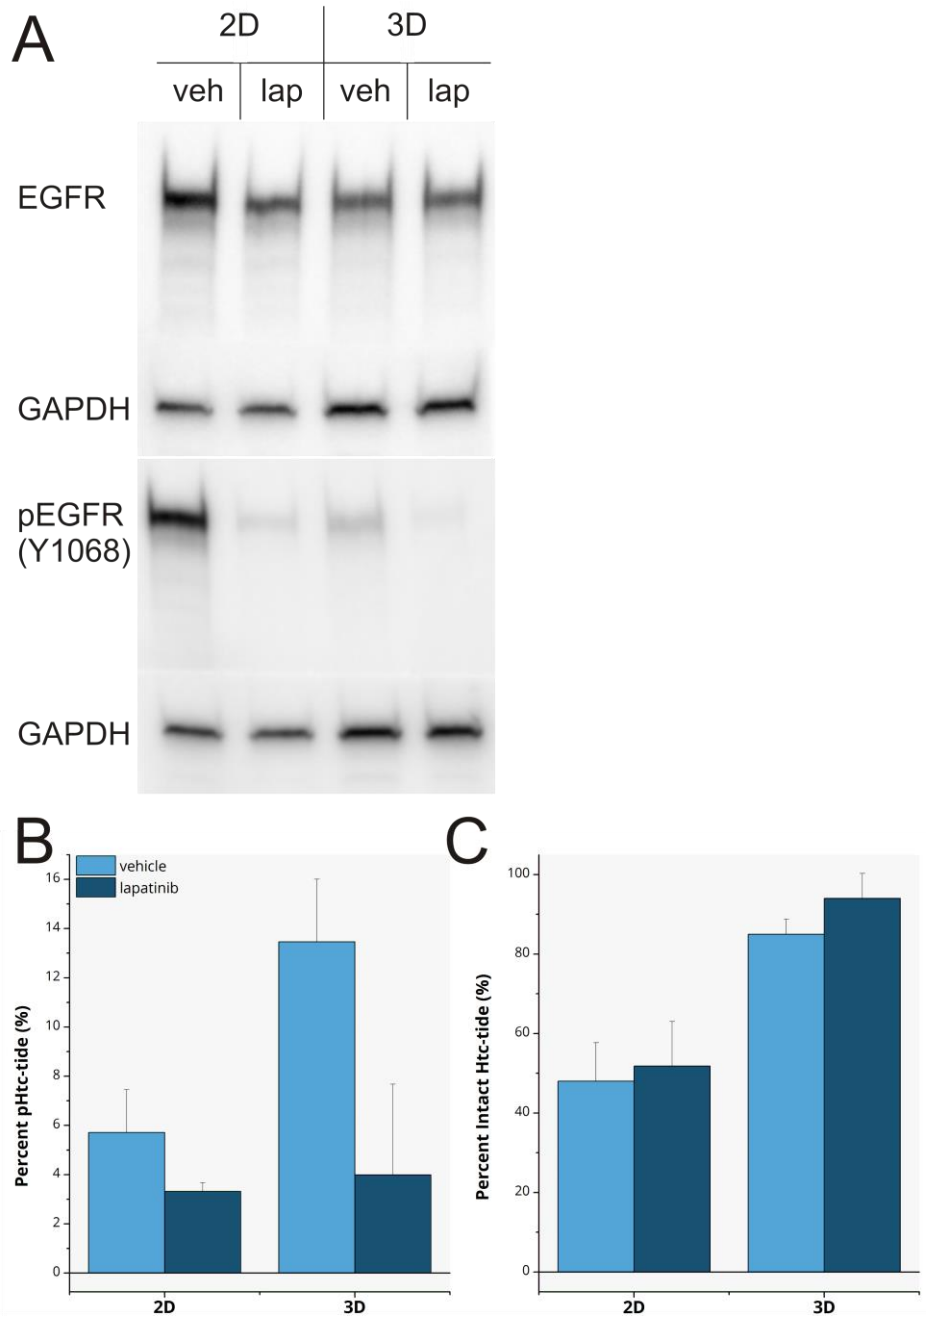 A
2D 3D
veh lap veh lap
EGFR
GAPDH
pEGFR
(Y1068)
GAPDH
B
vehicle
lapatinib
Percent pHtc-tide (%)
16
14
12
10
8
6
4
2
0
2D 3D
C
Percent Intact Htc-tide (%)
100
80
60
40
20
0
2D 3D